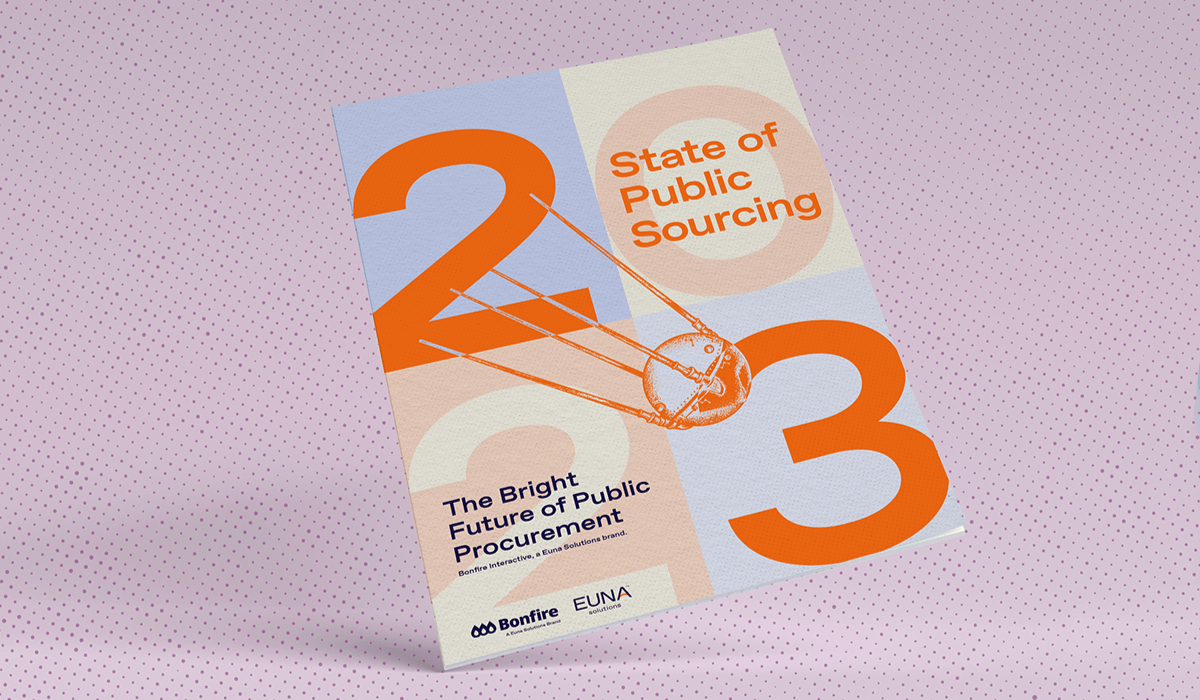 2
0
State of
Public
Sourcing
2
3
The Bright
Future of Public
Procurement
Bonfire Interactive, a Euna Solutions brand.
Bonfire
A Euna Solutions Brand
EUNA
solutions